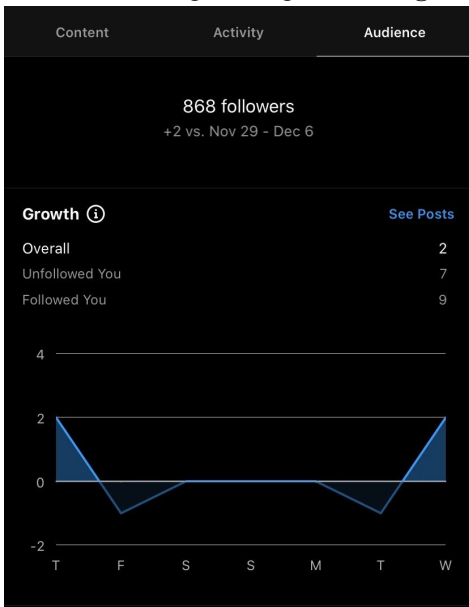 Content Activity Audience
868 followers
+2 vs. Nov 29 - Dec 6
Growth See Posts
Overall 2
Unfollowed You 7
Followed You 9
4
2
0
-2
T F S S M T W